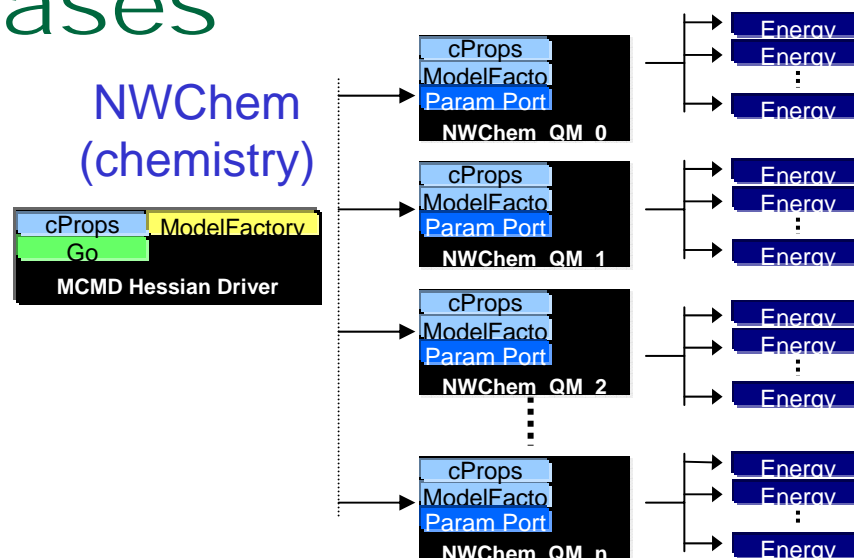 ases
NWChem
(chemistry)
cProps ModelFactory
Go
MCMD Hessian Driver
cProps
ModelFacto
Param Port
NWChem_QM_0
Energy
Energy
Energy
cProps
ModelFacto
Param Port
NWChem_QM_1
Energy
Energy
Energy
cProps
ModelFacto
Param Port
NWChem_QM_2
Energy
Energy
Energy
cProps
ModelFacto
Param Port
NWChem_QM_n
Energy
Energy
Energy